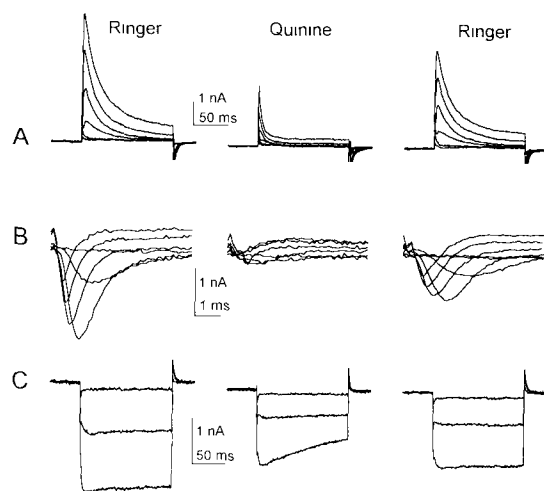 Ringer
Quinine
Ringer
1 nA
50 ms
A
B
1 nA
1 ms
C
1 nA
50 ms